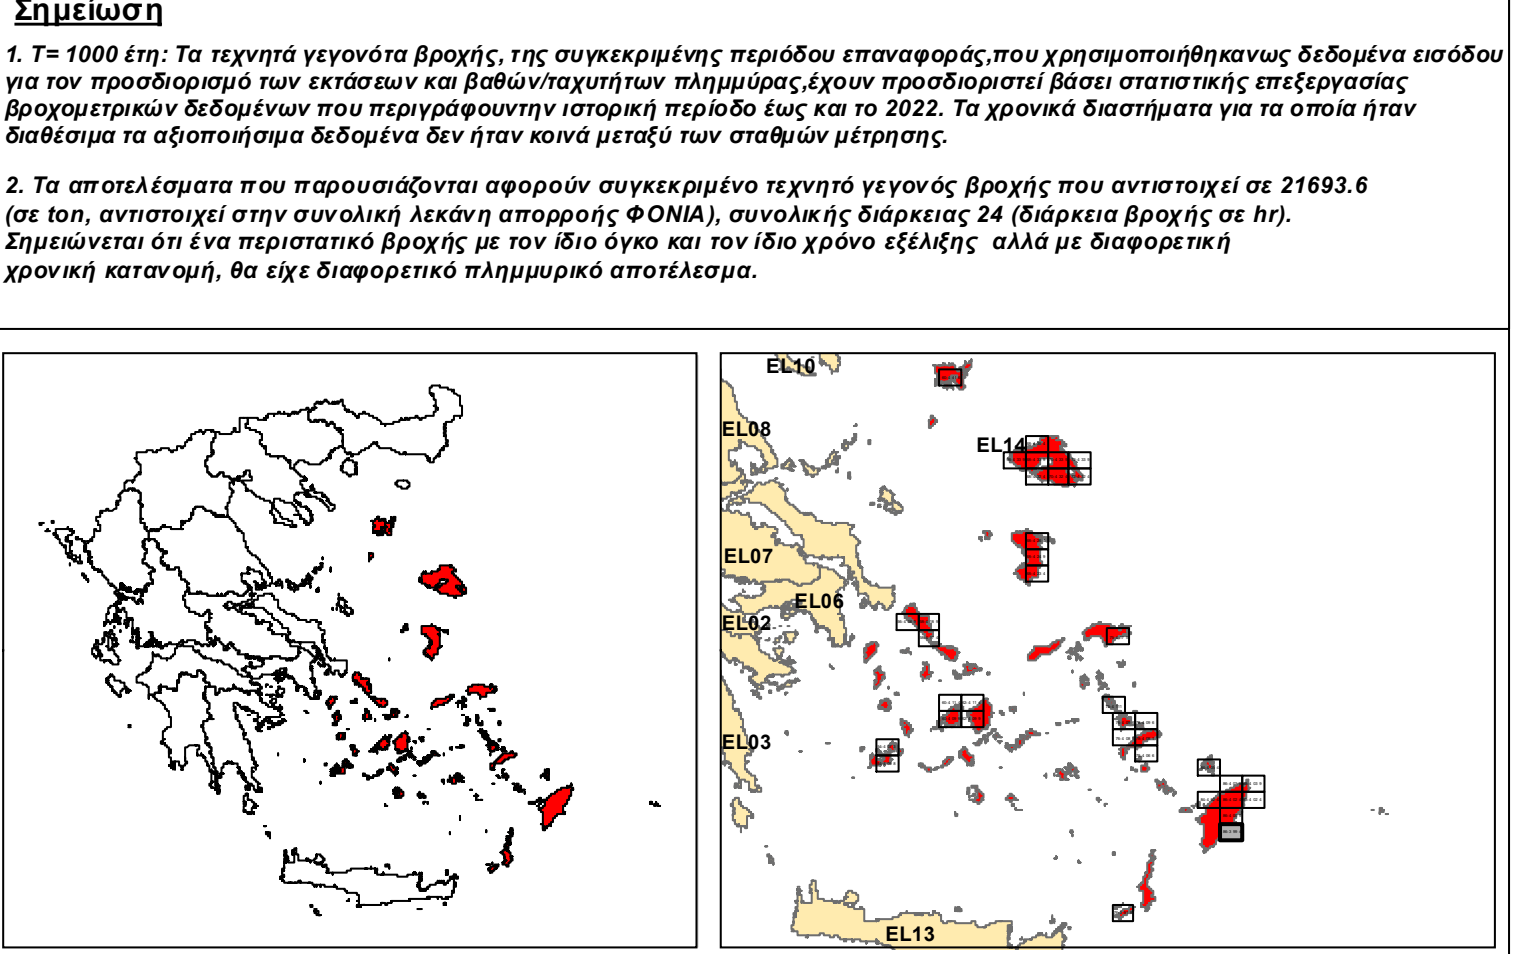 Σημείωση
1. Τ= 1000 έτη: Τα τεχνητά γεγονότα βροχής, της συγκεκριμένης περιόδου επαναφοράς,που χρησιμοποιήθηκανως δεδομένα εισόδου
για τον προσδιορισμό των εκτάσεων και βαθών/ταχυτήτων πλημμύρας,έχουν προσδιοριστεί βάσει στατιστικής επεξεργασίας
βροχομετρικών δεδομένων που περιγράφουντην ιστορική περίοδο έως και το 2022. Τα χρονικά διαστήματα για τα οποία ήταν
διαθέσιμα τα αξιοποιήσιμα δεδομένα δεν ήταν κοινά μεταξύ των σταθμών μέτρησης.
2. Τα αποτελέσματα που παρουσιάζονται αφορούν συγκεκριμένο τεχνητό γεγονός βροχής που αντιστοιχεί σε 21693.6
(σε ton, αντιστοιχεί στην συνολική λεκάνη απορροής ΦΟΝΙΑ), συνολικής διάρκειας 24 (διάρκεια βροχής σε hr).
Σημειώνεται ότι ένα περιστατικό βροχής με τον ίδιο όγκο και τον ίδιο χρόνο εξέλιξης αλλά με διαφορετική
χρονική κατανομή, θα είχε διαφορετικό πλημμυρικό αποτέλεσμα.
EL10
EL08
EL14
EL07
EL06
EL02
EL03
EL13